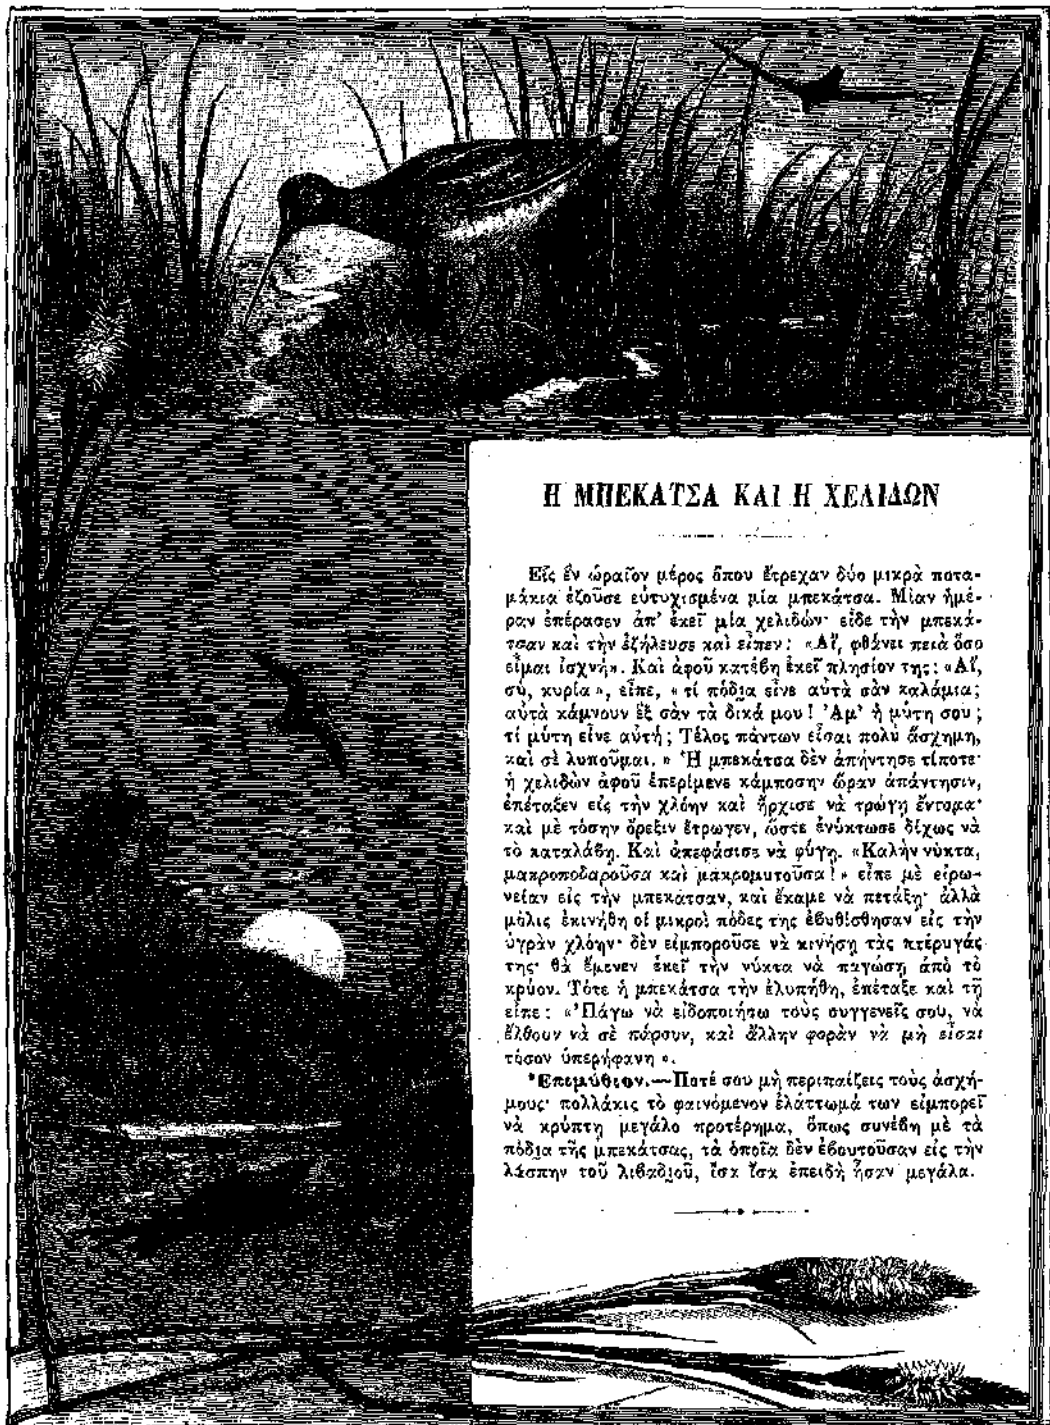 Η ΜΠΕΚΑΤΣΑ ΚΑΙ Η ΧΕΛΙΔΩΝ
Εἰς ἓν ὡραῖον μέρος ὅπου ἔτρεχαν δύο μικρὰ ποτα-
μάκια ἐζοῦσε εὐτυχισμένα μία μπεκάτσα. Μίαν ἡμέ-
ραν ἐπέρασεν ἀπ' ἐκεῖ μία χελιδών· εἶδε τὴν μπεκά-
τσαν καὶ τὴν ἐζήλευσε καὶ εἶπεν: «Αἴ, φθάνει πειὰ ὅσο
εἶμαι ἰσχνή». Καὶ ἀφοῦ κατέβη ἐκεῖ πλησίον της: «Αἴ,
σύ, κυρία», εἶπε, «τί πόδια εἶνε αὐτὰ σὰν καλάμια;
αὐτὰ κάμνουν ἓξ σὰν τὰ δικά μου! Ἀμ' ἡ μύτη σου;
τί μύτη εἶνε αὐτή; Τέλος πάντων εἶσαι πολὺ ἄσχημη,
καὶ σὲ λυποῦμαι.» Ἡ μπεκάτσα δὲν ἀπήντησε τίποτε·
ἡ χελιδὼν ἀφοῦ ἐπερίμενε κάμποσην ὥραν ἀπάντησιν,
ἐπέταξεν εἰς τὴν χλόην καὶ ἤρχισε νὰ τρώγῃ ἔντομα·
καὶ μὲ τόσην ὄρεξιν ἔτρωγεν, ὥστε ἐνύκτωσε δίχως νὰ
τὸ καταλάβῃ. Καὶ ἀπεφάσισε νὰ φύγῃ. «Καλὴν νύκτα,
μακροποδαροῦσα καὶ μακρομυτοῦσα!» εἶπε μὲ εἰρω-
νείαν εἰς τὴν μπεκάτσαν, καὶ ἔκαμε νὰ πετάξῃ· ἀλλὰ
μόλις ἐκινήθη οἱ μικροὶ πόδες της ἐβυθίσθησαν εἰς τὴν
ὑγρὰν χλόην· δὲν εἰμποροῦσε νὰ κινήσῃ τὰς πτέρυγάς
της· θὰ ἔμενεν ἐκεῖ τὴν νύκτα νὰ παγώσῃ ἀπὸ τὸ
κρύον. Τότε ἡ μπεκάτσα τὴν ἐλυπήθη, ἐπέταξε καὶ τῇ
εἶπε: «Πάγω νὰ εἰδοποιήσω τοὺς συγγενεῖς σου, νὰ
ἔλθουν νὰ σὲ πάρουν, καὶ ἄλλην φορὰν νὰ μὴ εἶσαι
τόσον ὑπερήφανη».
Ἐπιμύθιον.—Ποτέ σου μὴ περιπαίζεις τοὺς ἀσχή-
μους· πολλάκις τὸ φαινόμενον ἐλάττωμά των εἰμπορεῖ
νὰ κρύπτῃ μεγάλο προτέρημα, ὅπως συνέβη μὲ τὰ
πόδια τῆς μπεκάτσας, τὰ ὁποῖα δὲν ἐβουτοῦσαν εἰς τὴν
λάσπην τοῦ λιβαδιοῦ, ἴσα ἴσα ἐπειδὴ ἦσαν μεγάλα.